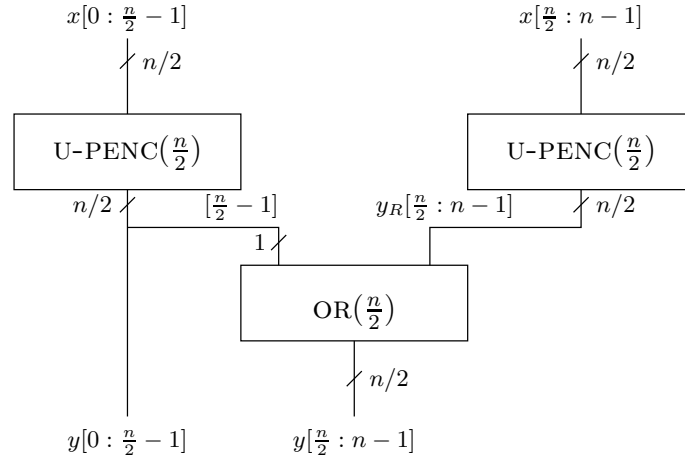 x[0 : n/2 − 1] x[n/2 : n−1]
n/2 n/2
U-PENC(n/2) U-PENC(n/2)
n/2 [n/2 − 1] y_R[n/2 : n−1] n/2
1
OR(n/2)
n/2
y[0 : n/2 − 1] y[n/2 : n−1]